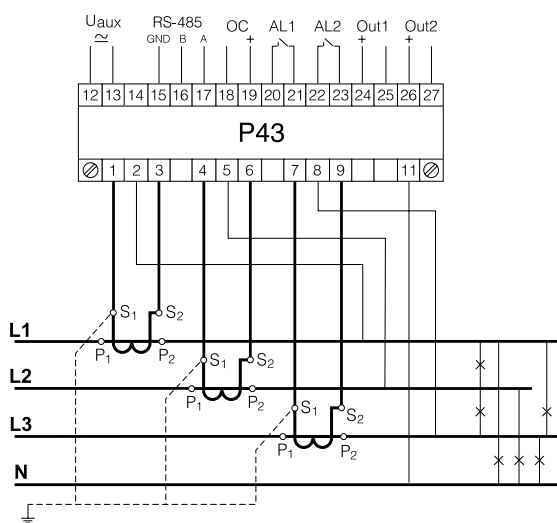 Uaux RS-485 OC AL1 AL2 Out1 Out2
≂ GND B A + + +
12 13 14 15 16 17 18 19 20 21 22 23 24 25 26 27
P43
1 2 3 4 5 6 7 8 9 11
S1 S2
L1
P1 P2
S1 S2
L2
P1 P2
S1 S2
L3
P1 P2
N